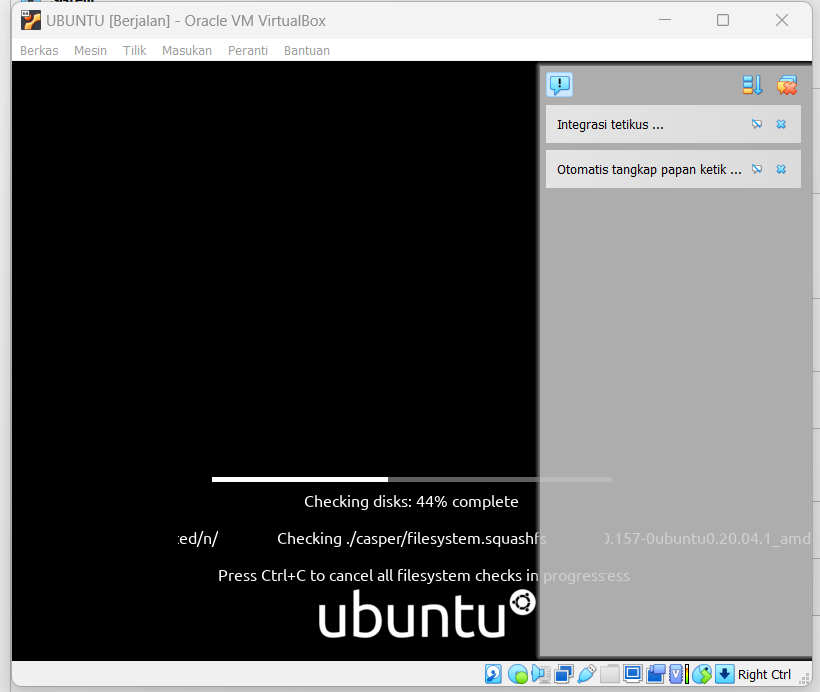 UBUNTU [Berjalan] - Oracle VM VirtualBox
Berkas Mesin Tilik Masukan Peranti Bantuan
Integrasi tetikus ...
Otomatis tangkap papan ketik ...
Checking disks: 44% complete
:ed/n/ Checking ./casper/filesystem.squashfs 0.157-0ubuntu0.20.04.1_amd
Press Ctrl+C to cancel all filesystem checks in progress
ubuntu
Right Ctrl